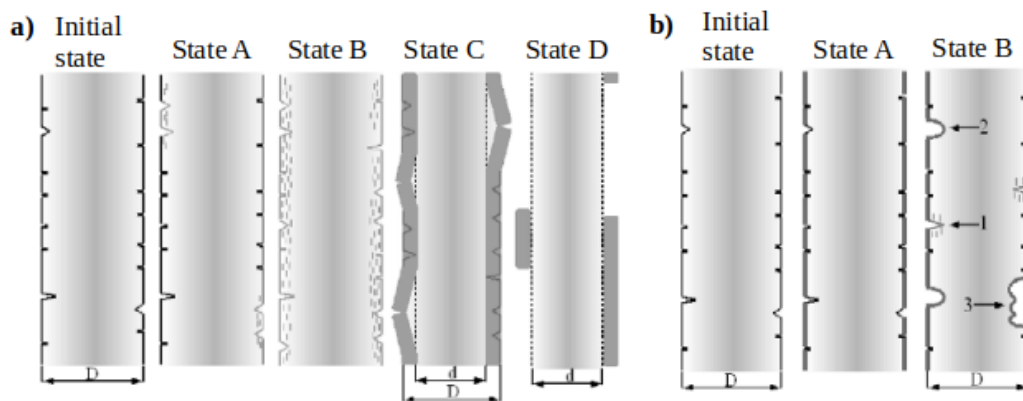 a) Initial state State A State B State C State D
D
d
D
d
b) Initial state State A State B
2
1
3
D
D